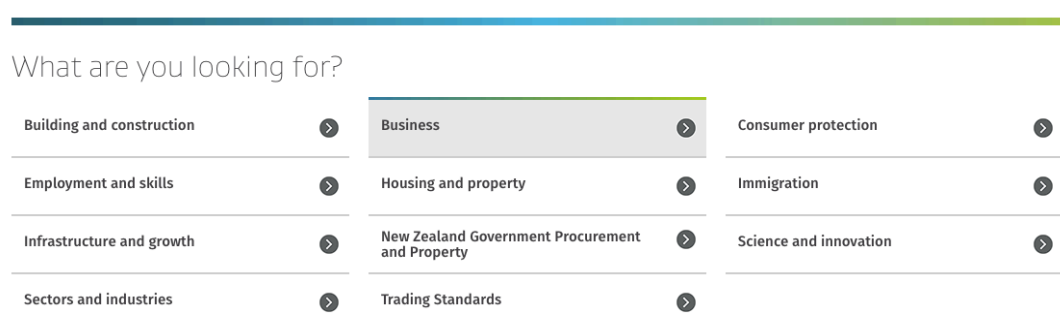 What are you looking for?
Building and construction
Business
Consumer protection
Employment and skills
Housing and property
Immigration
Infrastructure and growth
New Zealand Government Procurement
and Property
Science and innovation
Sectors and industries
Trading Standards